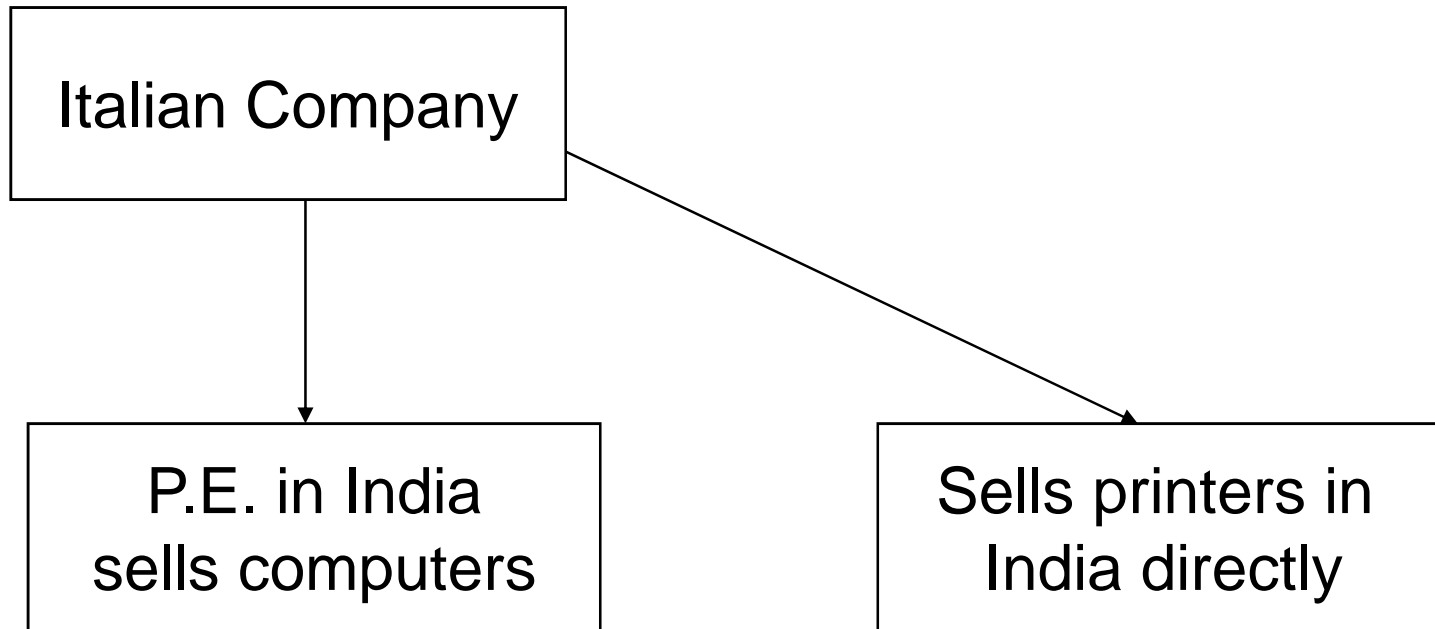 Italian Company
P.E. in India
sells computers
Sells printers in
India directly